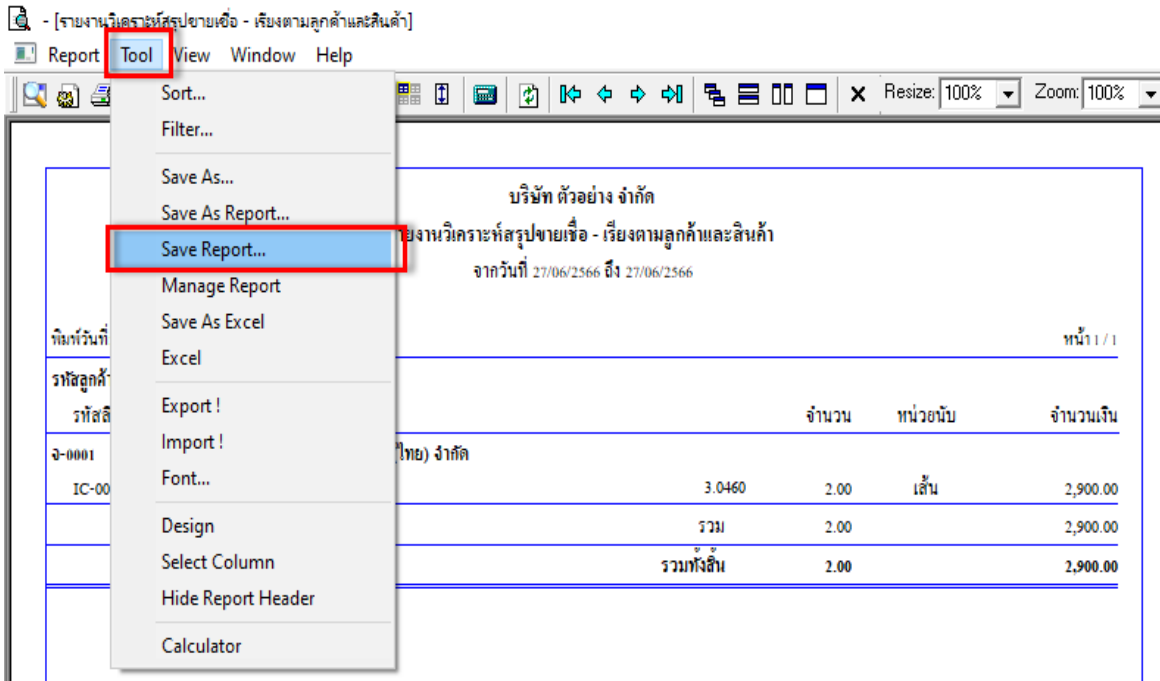 - [รายงานวิเคราะห์สรุปขายเชื่อ - เรียงตามลูกค้าและสินค้า]
Report Tool View Window Help
Resize: 100% Zoom: 100%
Sort...
Filter...
Save As...
Save As Report...
Save Report...
Manage Report
Save As Excel
Excel
Export !
Import !
Font...
Design
Select Column
Hide Report Header
Calculator
บริษัท ตัวอย่าง จำกัด
ายงานวิเคราะห์สรุปขายเชื่อ - เรียงตามลูกค้าและสินค้า
จากวันที่ 27/06/2566 ถึง 27/06/2566
พิมพ์วันที่ หน้า 1 / 1
รหัสลูกค้า
รหัสสิ จำนวน หน่วยนับ จำนวนเงิน
อ-0001 (ไทย) จำกัด
IC-00 3.0460 2.00 เส้น 2,900.00
รวม 2.00 2,900.00
รวมทั้งสิ้น 2.00 2,900.00